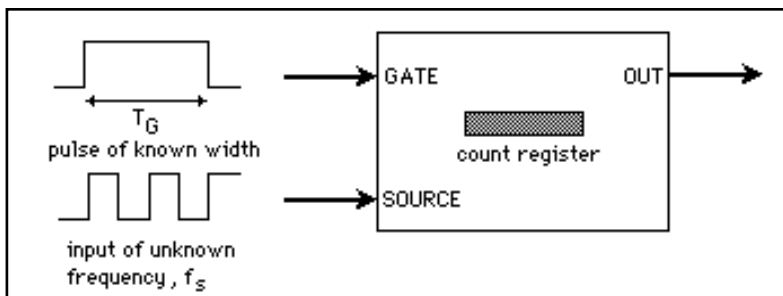 T_G
pulse of known width
input of unknown
frequency, f_s
GATE
OUT
count register
SOURCE